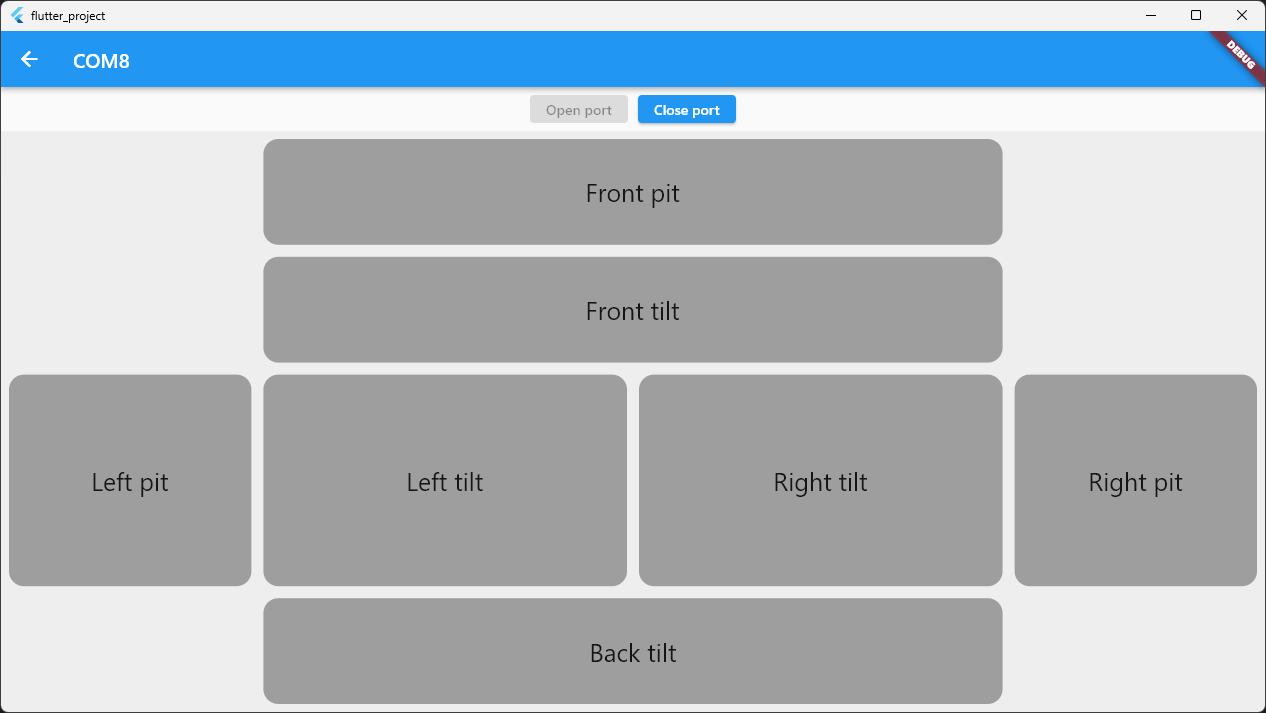 flutter_project
COM8
DEBUG
Open port
Close port
Front pit
Front tilt
Left pit
Left tilt
Right tilt
Right pit
Back tilt